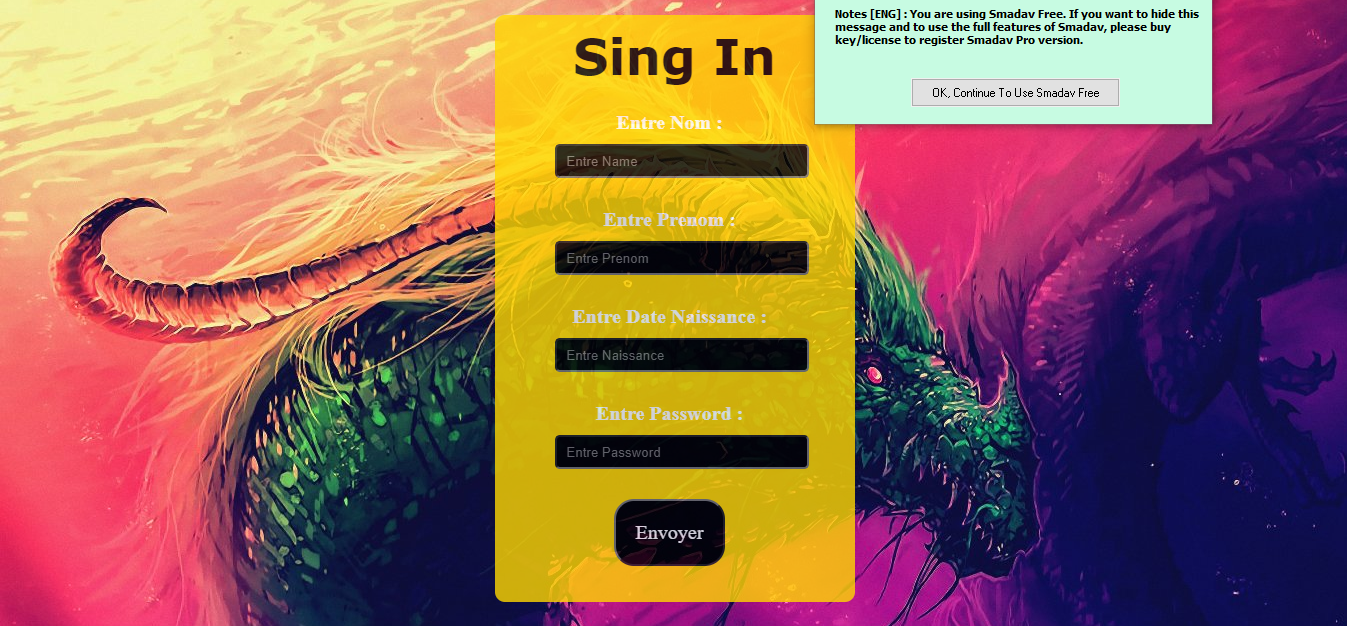 Sing In
Entre Nom :
Entre Name
Entre Prenom :
Entre Prenom
Entre Date Naissance :
Entre Naissance
Entre Password :
Entre Password
Envoyer
Notes [ENG] : You are using Smadav Free. If you want to hide this
message and to use the full features of Smadav, please buy
key/license to register Smadav Pro version.
OK, Continue To Use Smadav Free